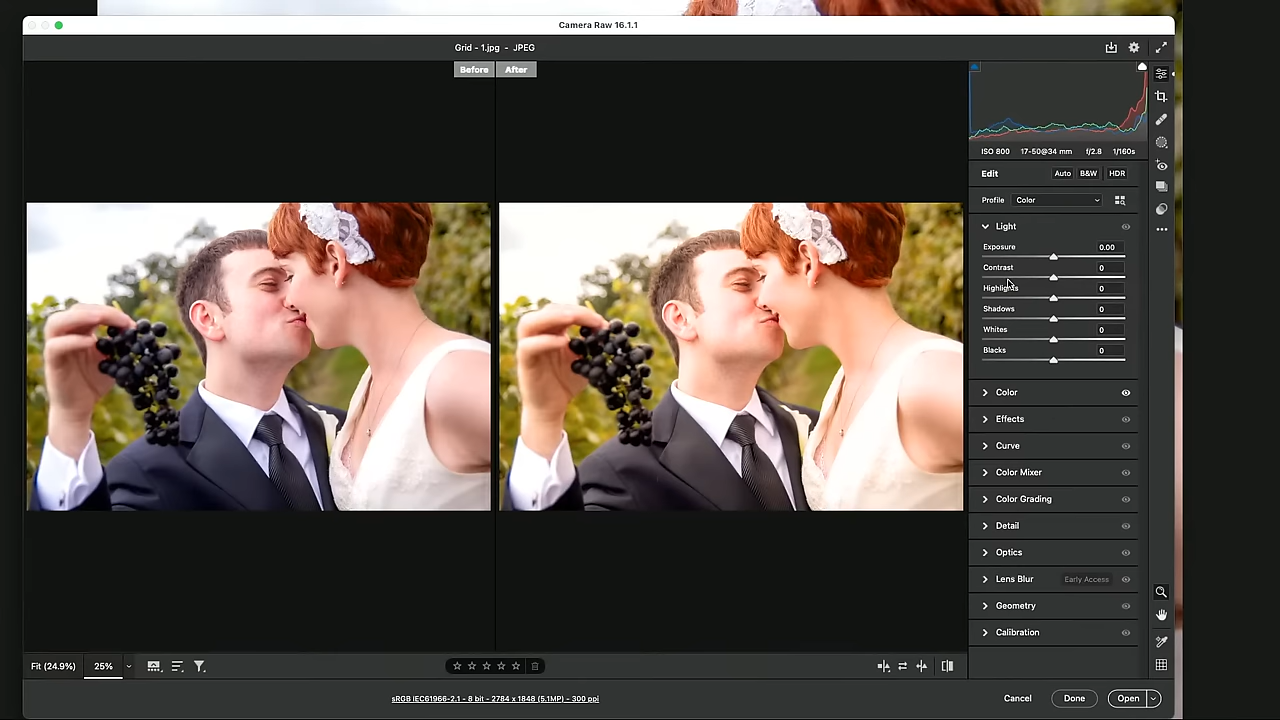 Camera Raw 16.1.1
Grid - 1.jpg - JPEG
Before After
ISO 800 17-50@34 mm f/2.8 1/160s
Edit Auto B&W HDR
Profile Color
Light
Exposure 0.00
Contrast 0
Highlights 0
Shadows 0
Whites 0
Blacks 0
Color
Effects
Curve
Color Mixer
Color Grading
Detail
Optics
Lens Blur Early Access
Geometry
Calibration
Fit (24.9%) 25%
sRGB IEC61966-2.1 - 8 bit - 2784 x 1848 (5.1MP) - 300 ppi
Cancel Done Open